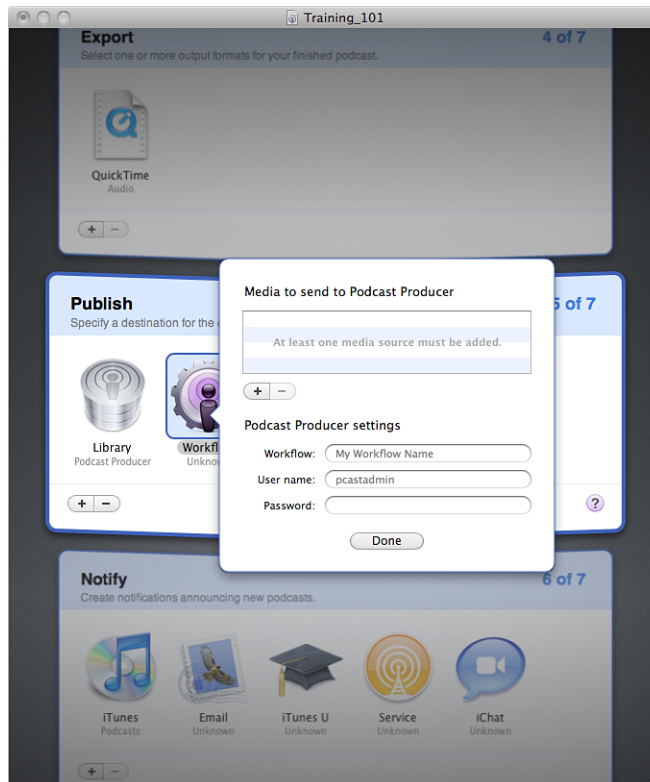 Training_101
Export
4 of 7
Select one or more output formats for your finished podcast.
QuickTime
Audio
+ −
Publish
5 of 7
Specify a destination for the
Library
Podcast Producer
Workfl
Unkno
+ −
?
Media to send to Podcast Producer
At least one media source must be added.
+ −
Podcast Producer settings
Workflow: My Workflow Name
User name: pcastadmin
Password:
Done
Notify
6 of 7
Create notifications announcing new podcasts.
iTunes
Podcasts
Email
Unknown
iTunes U
Unknown
Service
Unknown
iChat
Unknown
+ −